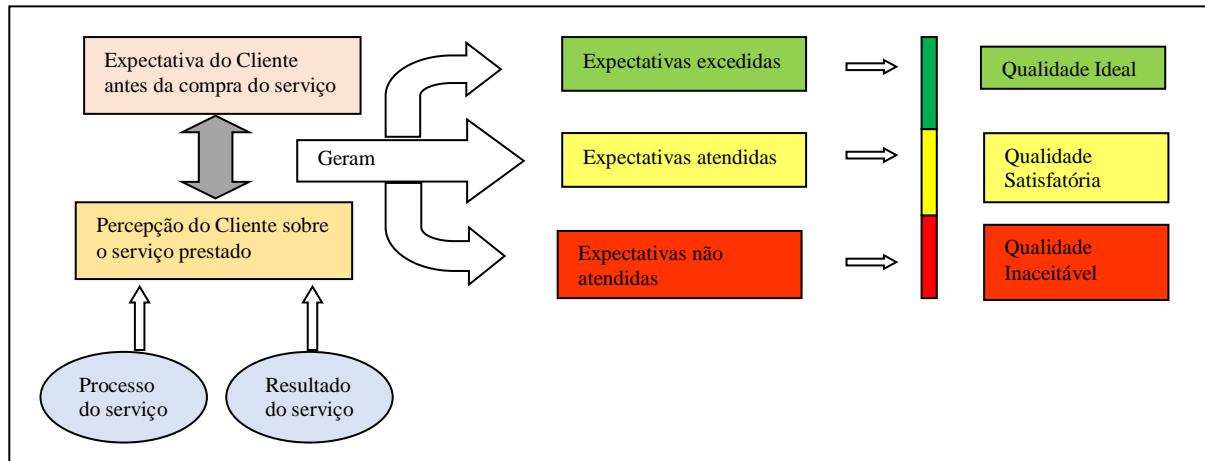 Expectativa do Cliente
antes da compra do serviço
Percepção do Cliente sobre
o serviço prestado
Processo
do serviço
Resultado
do serviço
Geram
Expectativas excedidas
Expectativas atendidas
Expectativas não
atendidas
Qualidade Ideal
Qualidade
Satisfatória
Qualidade
Inaceitável